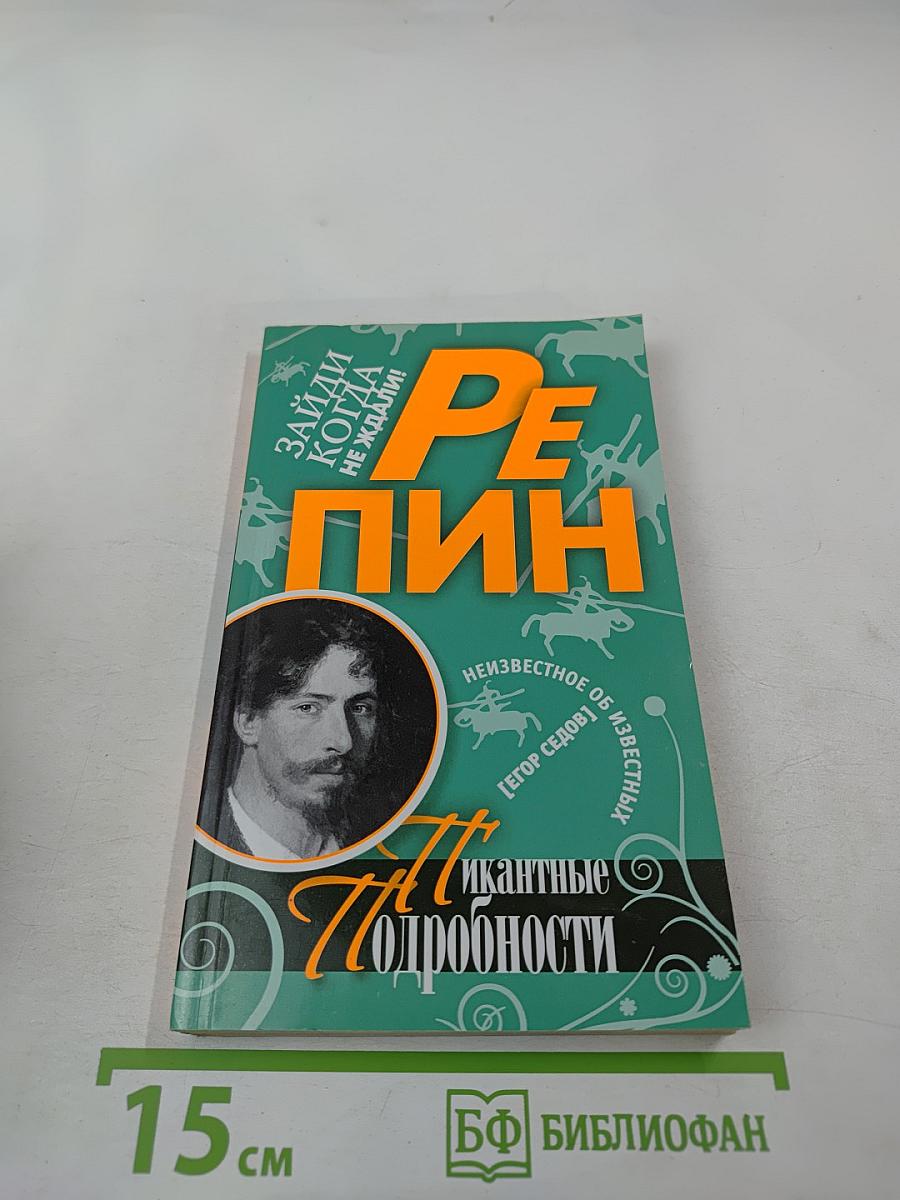 ЗАЙДИ
КОГДА
НЕ ЖДАЛИ!
РЕ
ПИН
НЕИЗВЕСТНОЕ ОБ ИЗВЕСТНЫХ
[ЕГОР СЕДОВ]
Пикантные
Подробности
15 см
БФ БИБЛИОФАН